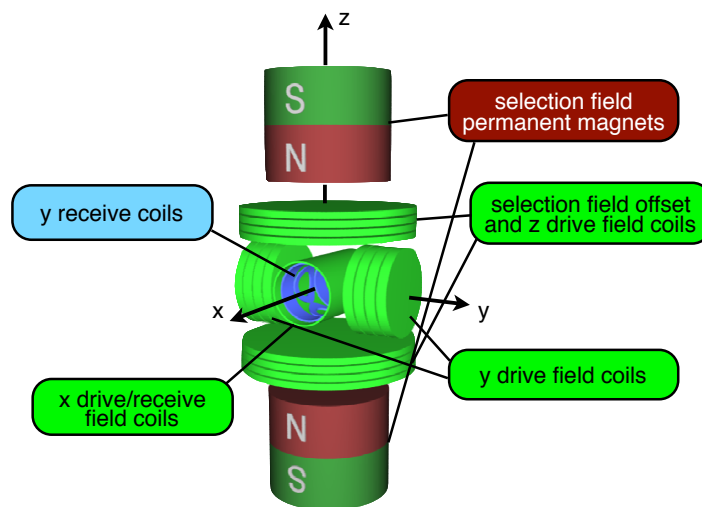 z
S
N
selection field
permanent magnets
y receive coils
selection field offset
and z drive field coils
x
y
x drive/receive
field coils
y drive field coils
N
S